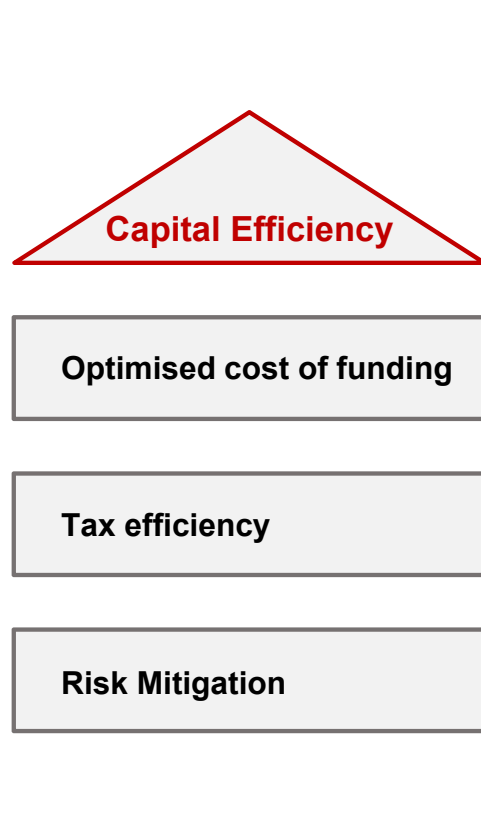 Capital Efficiency
Optimised cost of funding
Tax efficiency
Risk Mitigation